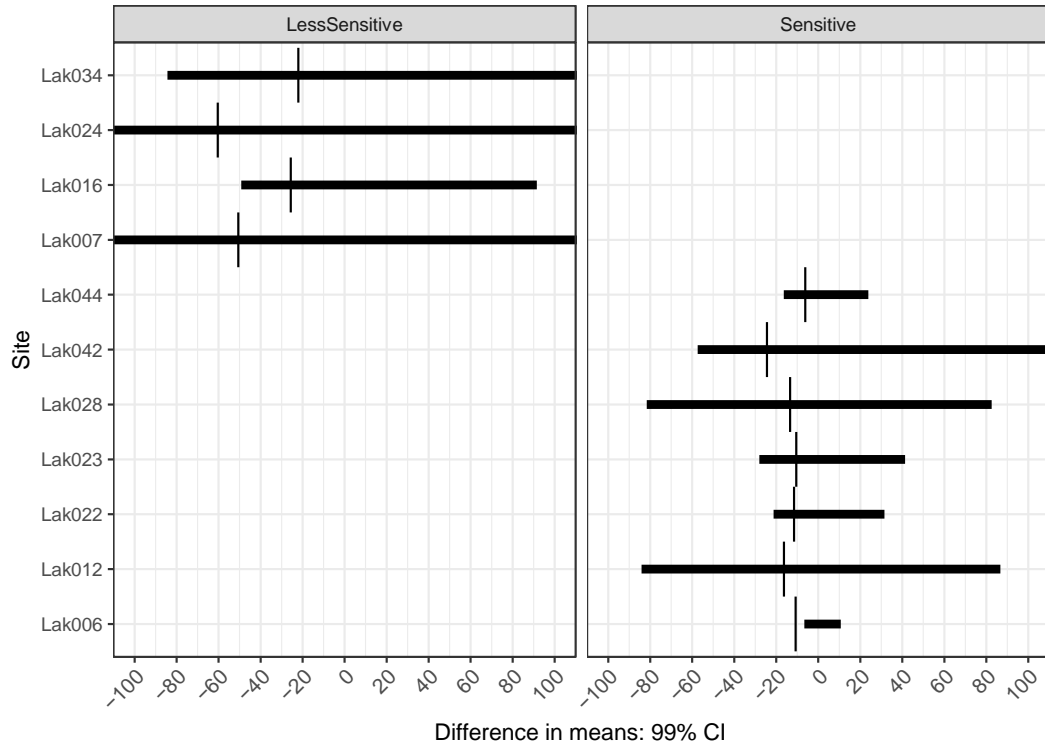 LessSensitive
Sensitive
Lak034
Lak024
Lak016
Lak007
Lak044
Lak042
Lak028
Lak023
Lak022
Lak012
Lak006
Site
−100 −80 −60 −40 −20 0 20 40 60 80 100
−100 −80 −60 −40 −20 0 20 40 60 80 100
Difference in means: 99% CI